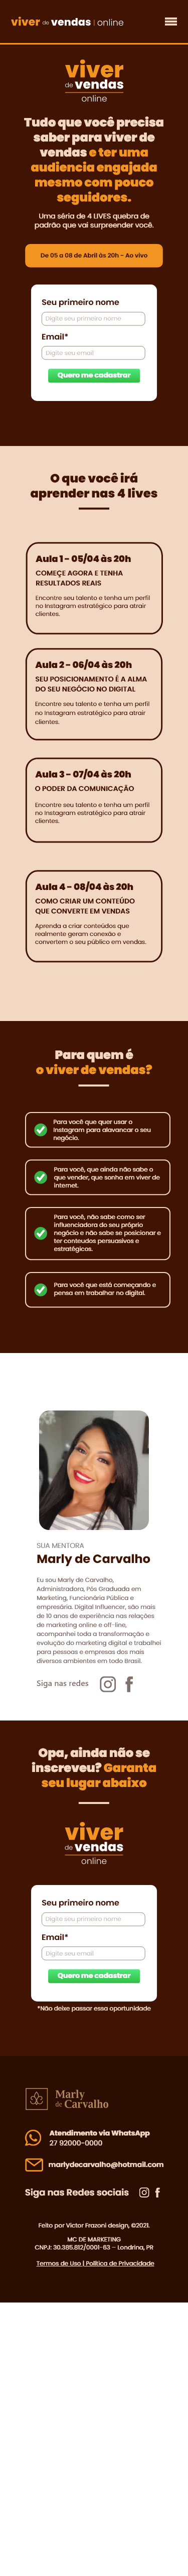 viver de vendas | online
viver
de vendas
online
Tudo que você precisa
saber para viver de
vendas e ter uma
audiencia engajada
mesmo com pouco
seguidores.
Uma séria de 4 LIVES quebra de
padrão que vai surpreender você.
De 05 a 08 de Abril às 20h - Ao vivo
Seu primeiro nome
Digite seu primeiro nome
Email*
Digite seu email
Quero me cadastrar
O que você irá
aprender nas 4 lives
Aula 1 - 05/04 às 20h
COMEÇE AGORA E TENHA
RESULTADOS REAIS
Encontre seu talento e tenha um perfil
no Instagram estratégico para atrair
clientes.
Aula 2 - 06/04 às 20h
SEU POSICIONAMENTO É A ALMA
DO SEU NEGÓCIO NO DIGITAL
Encontre seu talento e tenha um perfil
no Instagram estratégico para atrair
clientes.
Aula 3 - 07/04 às 20h
O PODER DA COMUNICAÇÃO
Encontre seu talento e tenha um perfil
no Instagram estratégico para atrair
clientes.
Aula 4 - 08/04 às 20h
COMO CRIAR UM CONTEÚDO
QUE CONVERTE EM VENDAS
Aprenda a criar conteúdos que
realmente geram conexão e
convertem o seu público em vendas.
Para quem é
o viver de vendas?
Para você que quer usar o
Instagram para alavancar o seu
negócio.
Para você, que ainda não sabe o
que vender, que sonha em viver de
internet.
Para você, não sabe como ser
influenciadora do seu próprio
negócio e não sabe se posicionar e
ter conteudos persuasivos e
estratégicos.
Para você que está começando e
pensa em trabalhar no digital.
SUA MENTORA
Marly de Carvalho
Eu sou Marly de Carvalho,
Administradora, Pós Graduada em
Marketing, Funcionária Pública e
empresária. Digital Influencer, são mais
de 10 anos de experiência nas relações
de marketing online e off- line,
acompanhei toda a transformação e
evolução do marketing digital e trabalhei
para pessoas e empresas dos mais
diversos ambientes em todo Brasil.
Siga nas redes
Opa, ainda não se
inscreveu? Garanta
seu lugar abaixo
viver
de vendas
online
Seu primeiro nome
Digite seu primeiro nome
Email*
Digite seu email
Quero me cadastrar
*Não deixe passar essa oportunidade
Marly
de Carvalho
Atendimento via WhatsApp
27 92000-0000
marlydecarvalho@hotmail.com
Siga nas Redes sociais
Feito por Victor Frazoni design, ©2021.
MC DE MARKETING
CNPJ: 30.385.812/0001-63 – Londrina, PR
Termos de Uso | Política de Privacidade